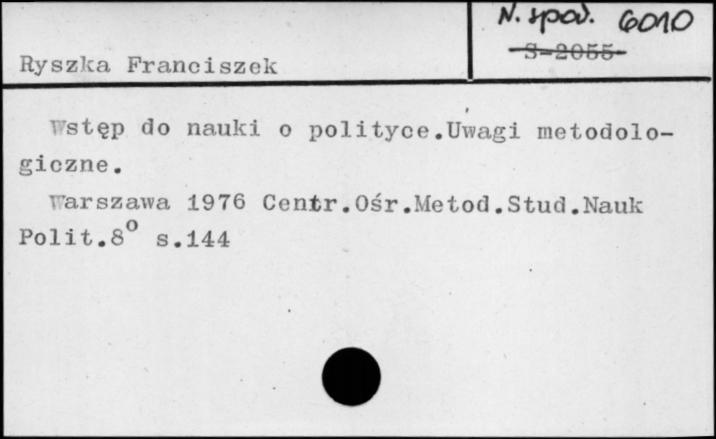 N. społ. 6010
S-2055
Ryszka Franciszek
Wstęp do nauki o polityce.Uwagi metodolo-
giczne.
Warszawa 1976 Centr.Ośr.Metod.Stud.Nauk
Polit.8° s.144